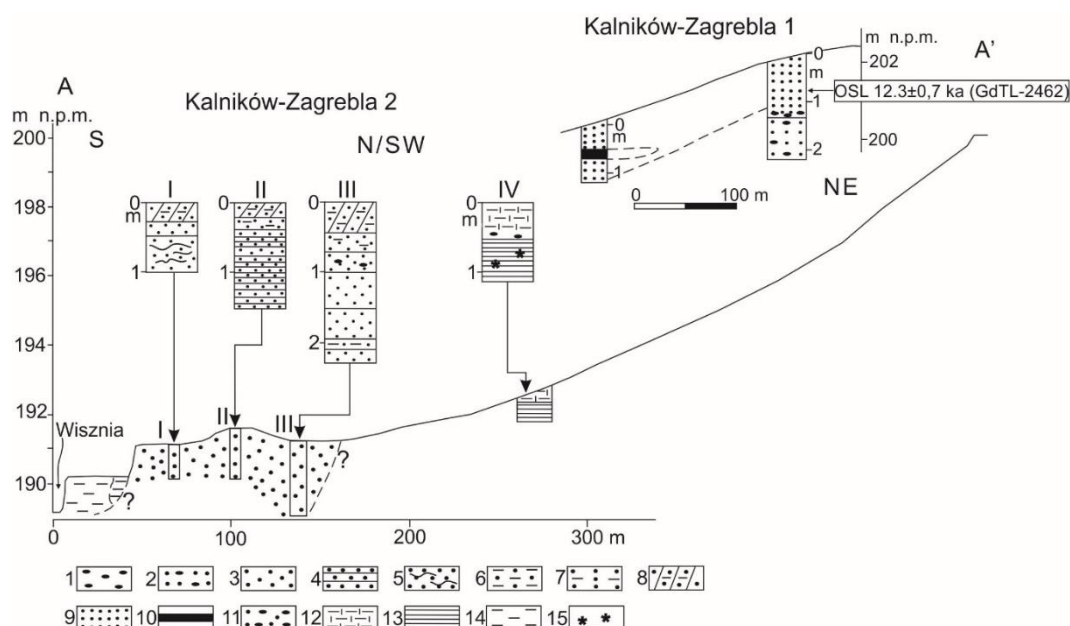 Kalników-Zagrebla 1
m n.p.m.
A'
A
0
202
m
Kalników-Zagrebla 2
OSL 12.3±0,7 ka (GdTL-2462)
1
m n.p.m.
S
N/SW
0
m
1
200
2
200
NE
0 100 m
I
II
III
IV
198
0
m
0
0
0
1
1
1
1
196
194
2
192
Wisznia
I
II
III
190
?
?
0 100 200 300 m
1 2 3 4 5 6 7 8
9 10 11 12 13 14 15